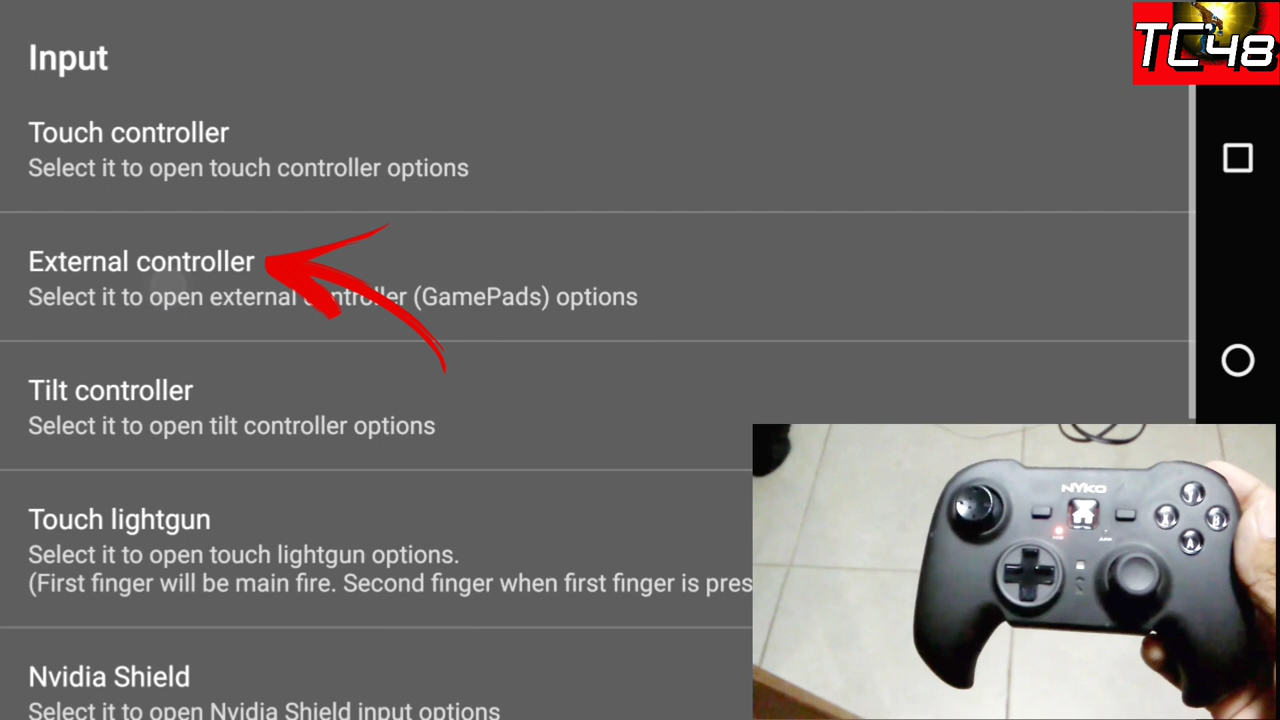 Input
TC'48
Touch controller
Select it to open touch controller options
External controller
Select it to open external controller (GamePads) options
Tilt controller
Select it to open tilt controller options
Touch lightgun
Select it to open touch lightgun options.
(First finger will be main fire. Second finger when first finger is pres
Nvidia Shield
Select it to open Nvidia Shield input options
NYKO
Y
X
B
A